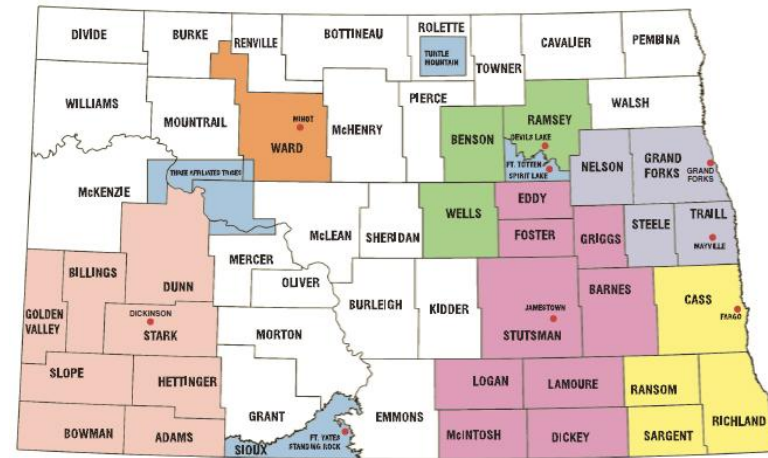 DIVIDE
BURKE
RENVILLE
BOTTINEAU
ROLETTE
TURTLE
MOUNTAIN
TOWNER
CAVALIER
PEMBINA
WILLIAMS
MOUNTRAIL
MINOT
WARD
McHENRY
PIERCE
BENSON
RAMSEY
DEVILS LAKE
WALSH
FT. TOTTEN
SPIRIT LAKE
NELSON
GRAND
FORKS
GRAND
FORKS
McKENZIE
THREE AFFILIATED TRIBES
McLEAN
SHERIDAN
WELLS
EDDY
FOSTER
GRIGGS
STEELE
TRAILL
MAYVILLE
GOLDEN
VALLEY
BILLINGS
DUNN
MERCER
OLIVER
DICKINSON
STARK
MORTON
BURLEIGH
KIDDER
JAMESTOWN
STUTSMAN
BARNES
CASS
FARGO
SLOPE
HETTINGER
GRANT
EMMONS
LOGAN
LAMOURE
RANSOM
RICHLAND
BOWMAN
ADAMS
SIOUX
FT. YATES
STANDING ROCK
McINTOSH
DICKEY
SARGENT